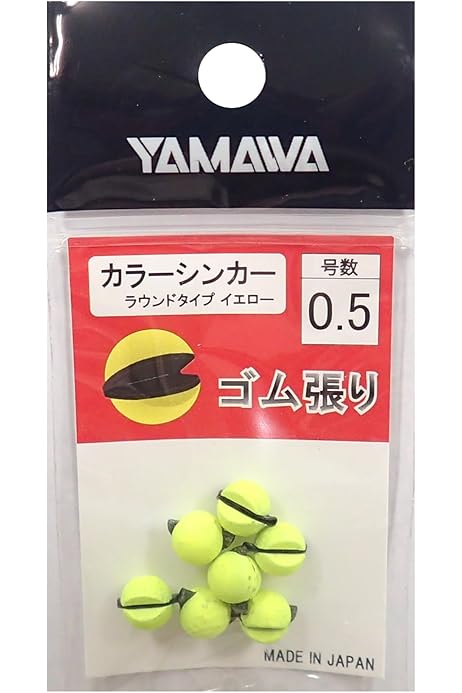 YAMAWA
カラーシンカー
ラウンドタイプ イエロー
号数
0.5
ゴム張り
MADE IN JAPAN